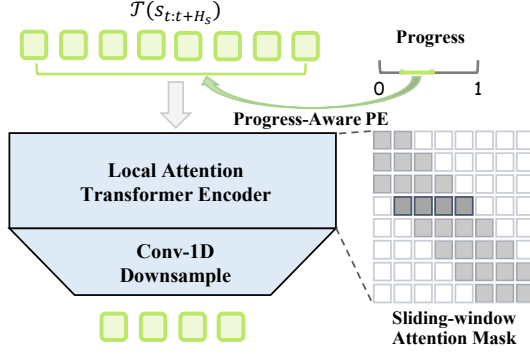 𝒯(s_{t:t+H_s})
Progress
0 1
Progress-Aware PE
Local Attention
Transformer Encoder
Conv-1D
Downsample
Sliding-window
Attention Mask